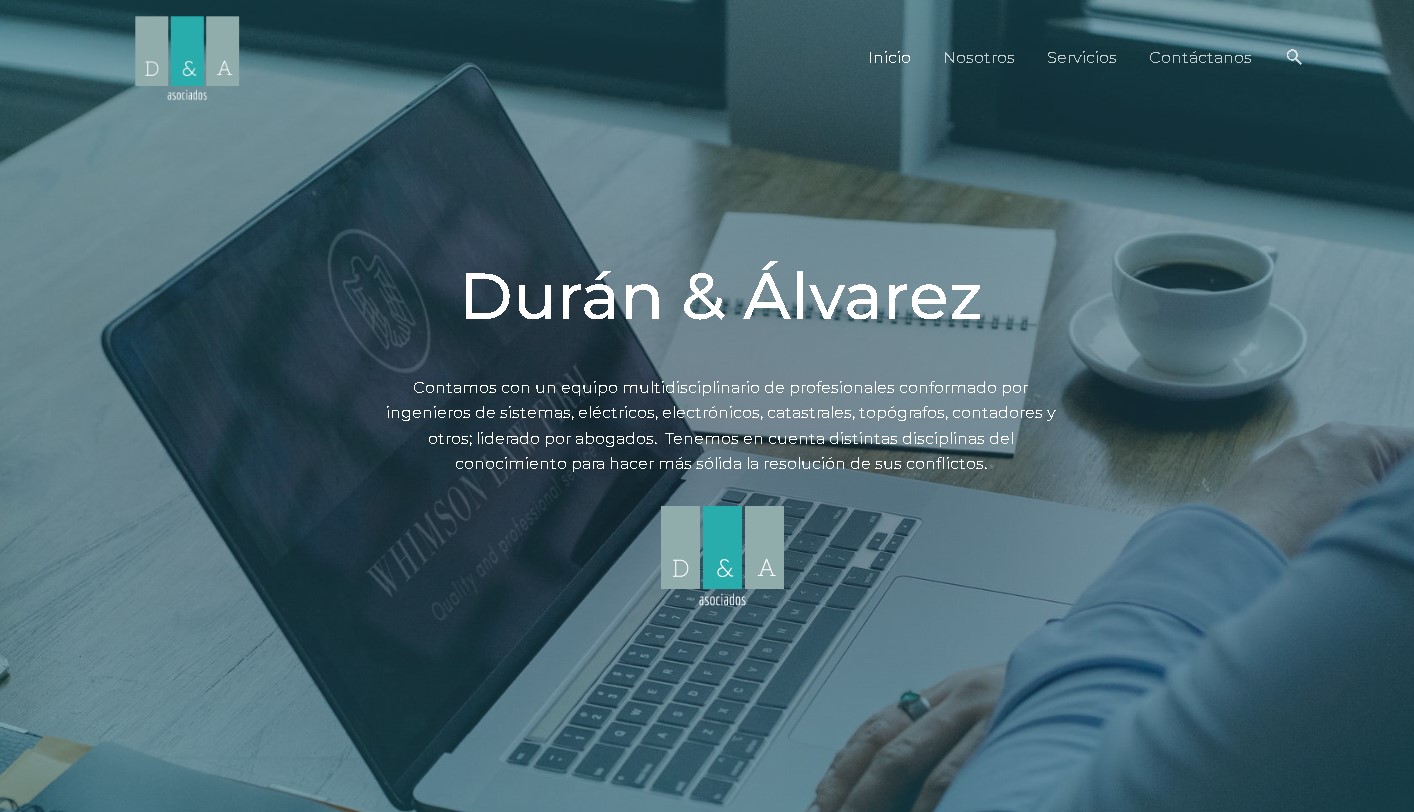 D & A
asociados
Inicio Nosotros Servicios Contáctanos
Durán & Álvarez
Contamos con un equipo multidisciplinario de profesionales conformado por
ingenieros de sistemas, eléctricos, electrónicos, catastrales, topógrafos, contadores y
otros; liderado por abogados. Tenemos en cuenta distintas disciplinas del
conocimiento para hacer más sólida la resolución de sus conflictos.
WHIMSON
Quality and professional
D & A
asociados